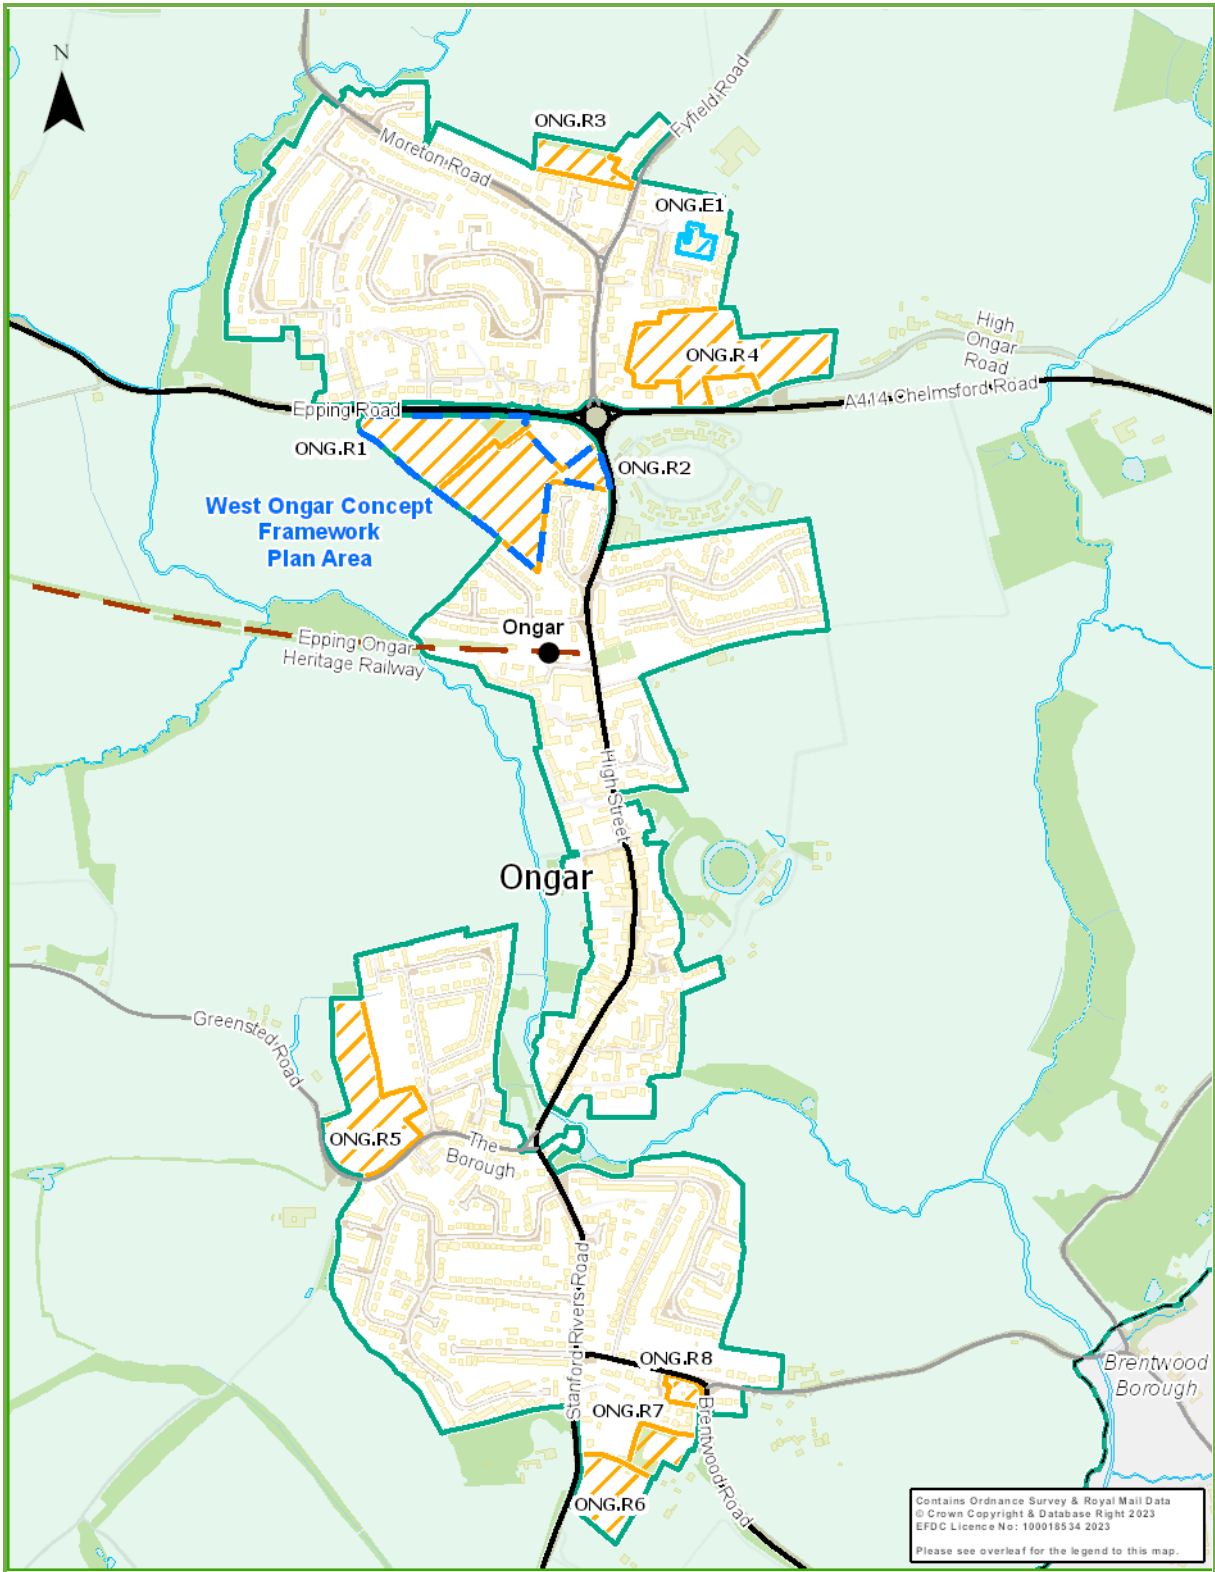 N
Fyfield Road
ONG.R3
Moreton Road
ONG.E1
High
Ongar
Road
ONG.R4
A414 Chelmsford Road
Epping Road
ONG.R1
ONG.R2
West Ongar Concept
Framework
Plan Area
Ongar
Epping Ongar
Heritage Railway
High Street
Ongar
Greensted Road
ONG.R5
The
Borough
Stanford Rivers Road
ONG.R8
Brentwood
Borough
ONG.R7
Brentwood Road
ONG.R6
Contains Ordnance Survey & Royal Mail Data
© Crown Copyright & Database Right 2023
EFDC Licence No: 100018534 2023
Please see overleaf for the legend to this map.